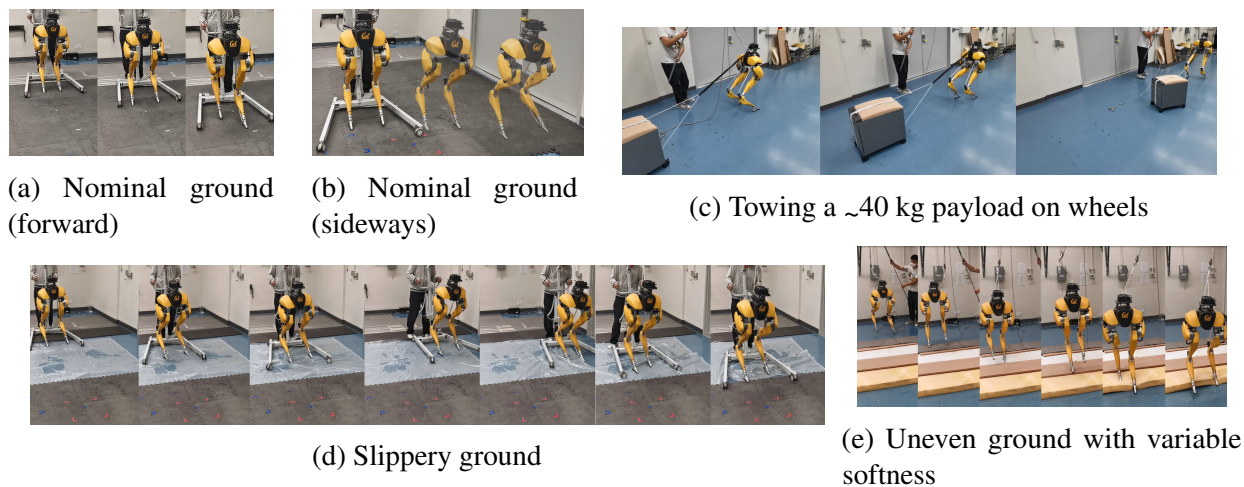 (a) Nominal ground
(forward)
(b) Nominal ground
(sideways)
(c) Towing a ~40 kg payload on wheels
(d) Slippery ground
(e) Uneven ground with variable
softness